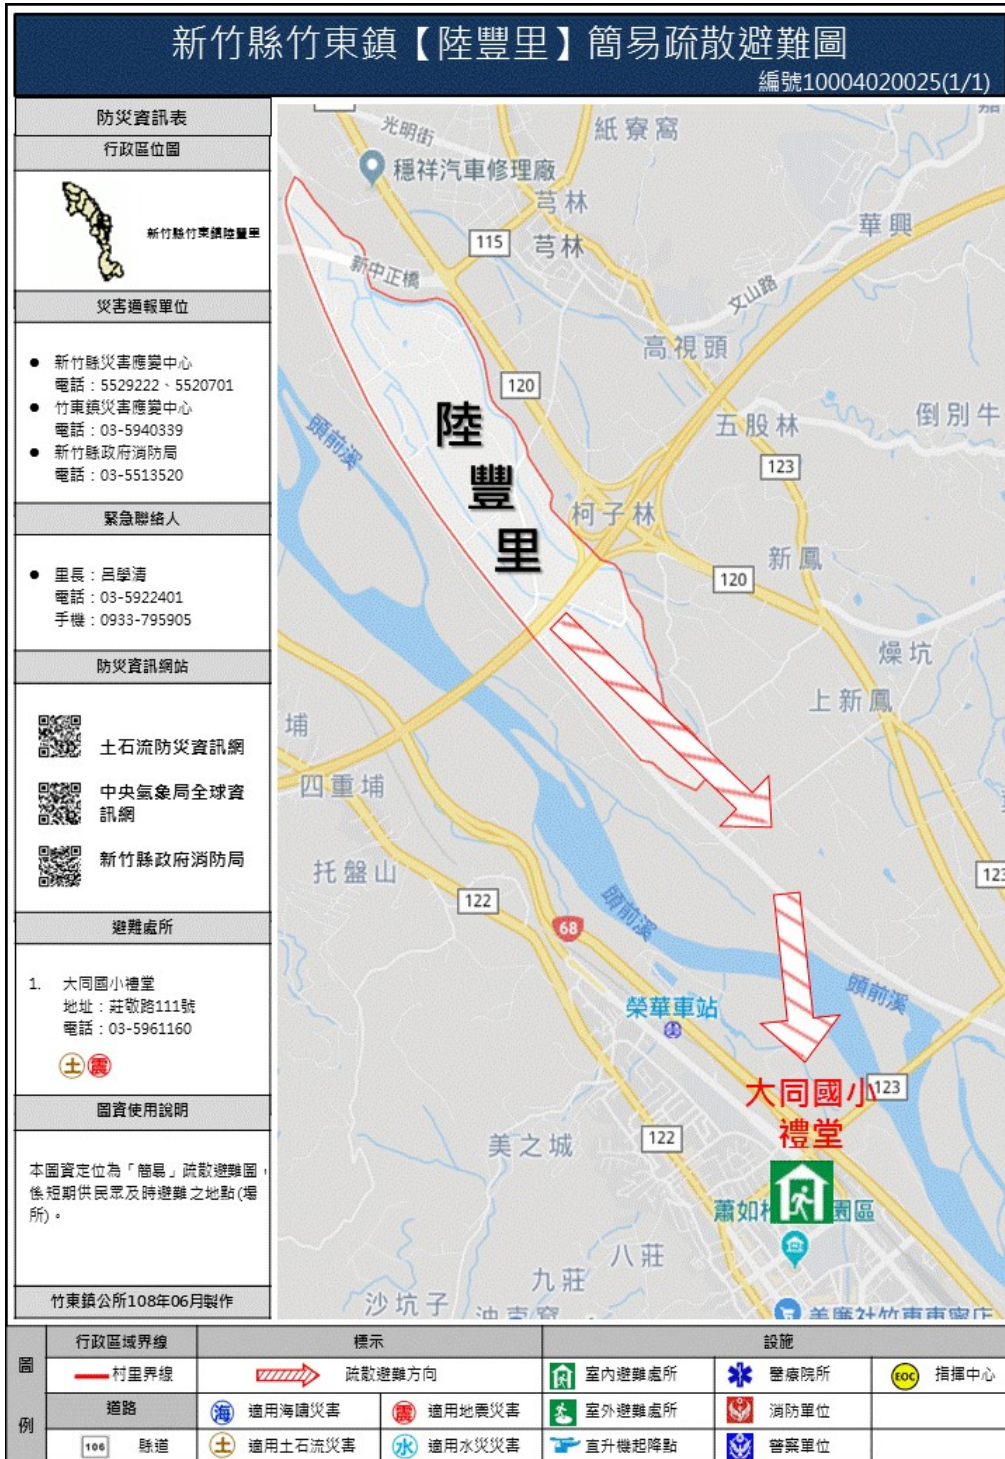 新竹縣竹東鎮【陸豐里】簡易疏散避難圖
編號10004020025(1/1)
防災資訊表
行政區位圖
新竹縣竹東鎮陸豐里
災害通報單位
● 新竹縣災害應變中心
電話：5529222、5520701
● 竹東鎮災害應變中心
電話：03-5940339
● 新竹縣政府消防局
電話：03-5513520
緊急聯絡人
● 里長：呂學清
電話：03-5922401
手機：0933-795905
防災資訊網站
土石流防災資訊網
中央氣象局全球資
訊網
新竹縣政府消防局
避難處所
1. 大同國小禮堂
地址：莊敬路111號
電話：03-5961160
土 震
圖資使用說明
本圖資定位為「簡易」疏散避難圖，
係短期供民眾及時避難之地點(場
所)。
竹東鎮公所108年06月製作
光明街
紙寮窩
穩祥汽車修理廠
芎林
115
芎林
華興
新中正橋
文山路
高視頭
120
倒別牛
五股林
頭前溪
陸豐里
123
柯子林
新鳳
120
燥坑
上新鳳
埔
四重埔
托盤山
123
122
頭前溪
68
頭前溪
榮華車站
123
大同國小
禮堂
122
美之城
蕭如
園區
八莊
九莊
沙坑子
美廉社竹東東寧店
圖例
行政區域界線
標示
設施
村里界線
疏散避難方向
室內避難處所
醫療院所
EOC 指揮中心
道路
海 適用海嘯災害
震 適用地震災害
室外避難處所
消防單位
106 縣道
土 適用土石流災害
水 適用水災災害
直升機起降點
警察單位